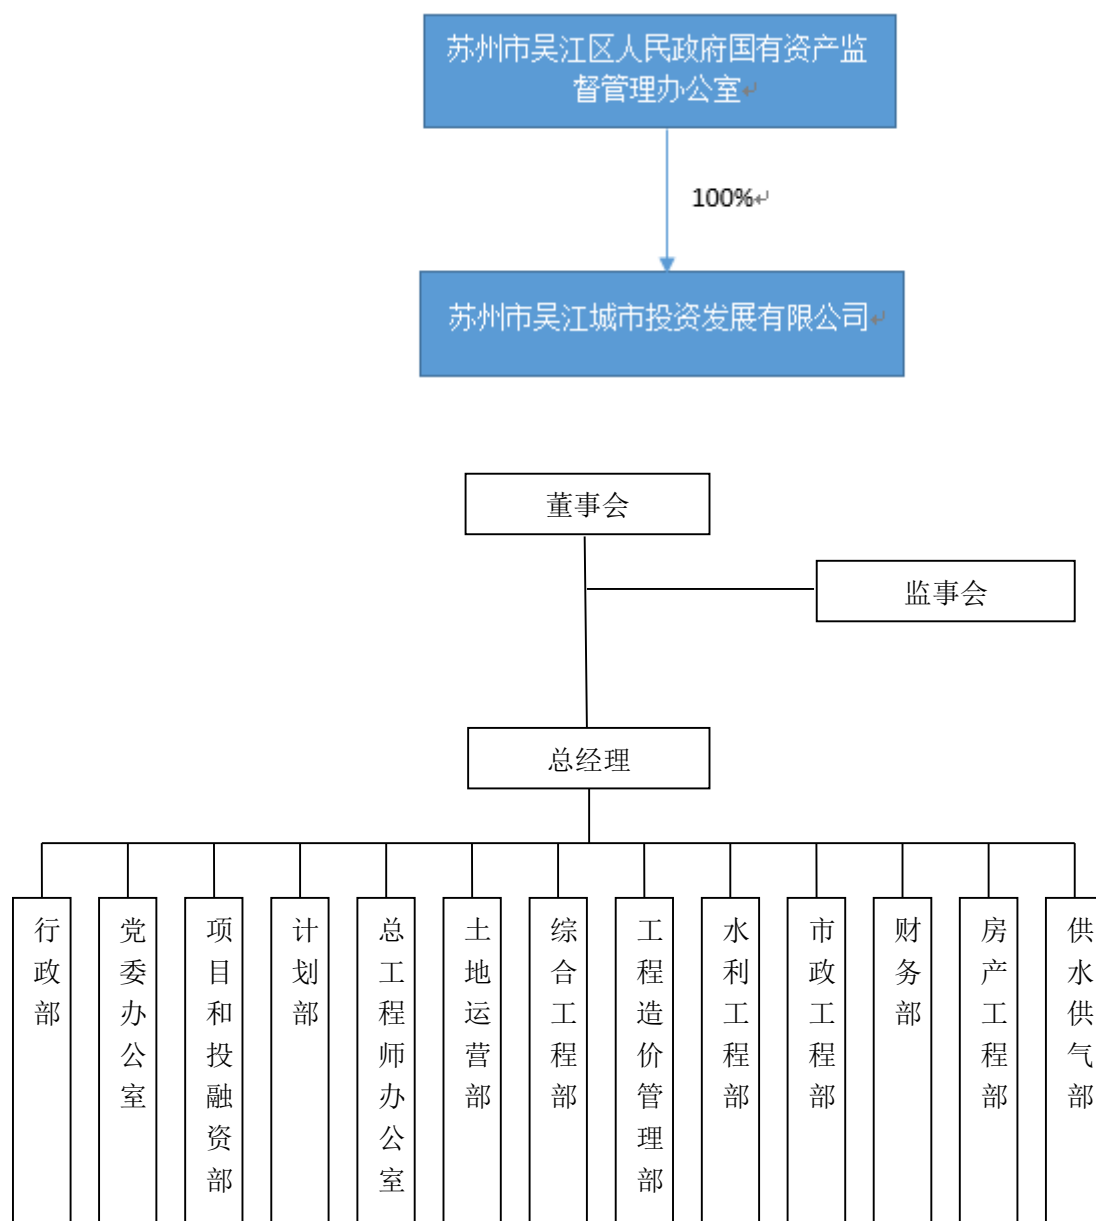 苏州市吴江区人民政府国有资产监
督管理办公室
100%
苏州市吴江城市投资发展有限公司
董事会
监事会
总经理
行政部
党委办公室
项目和投融资部
计划部
总工程师办公室
土地运营部
综合工程部
工程造价管理部
水利工程部
市政工程部
财务部
房产工程部
供水供气部